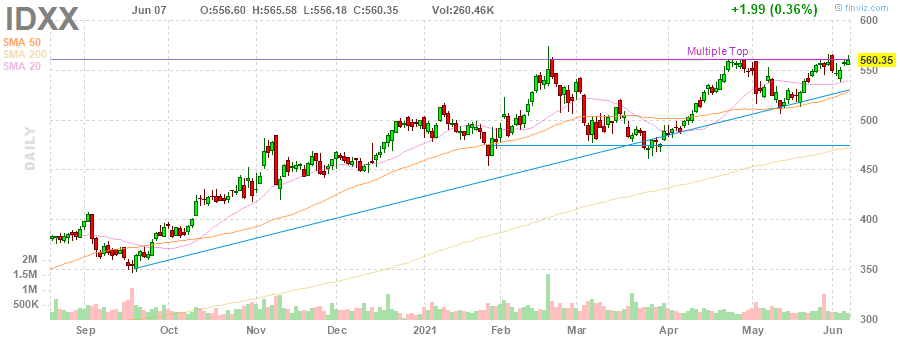 IDXX
Jun 07 O:556.60 H:565.58 L:556.18 C:560.35 Vol:260.46K +1.99 (0.36%)
© finviz.com
SMA 50
SMA 200
SMA 20
DAILY
Multiple Top
600
560.35
550
500
450
400
350
300
2M
1.5M
1M
500K
Sep Oct Nov Dec 2021 Feb Mar Apr May Jun